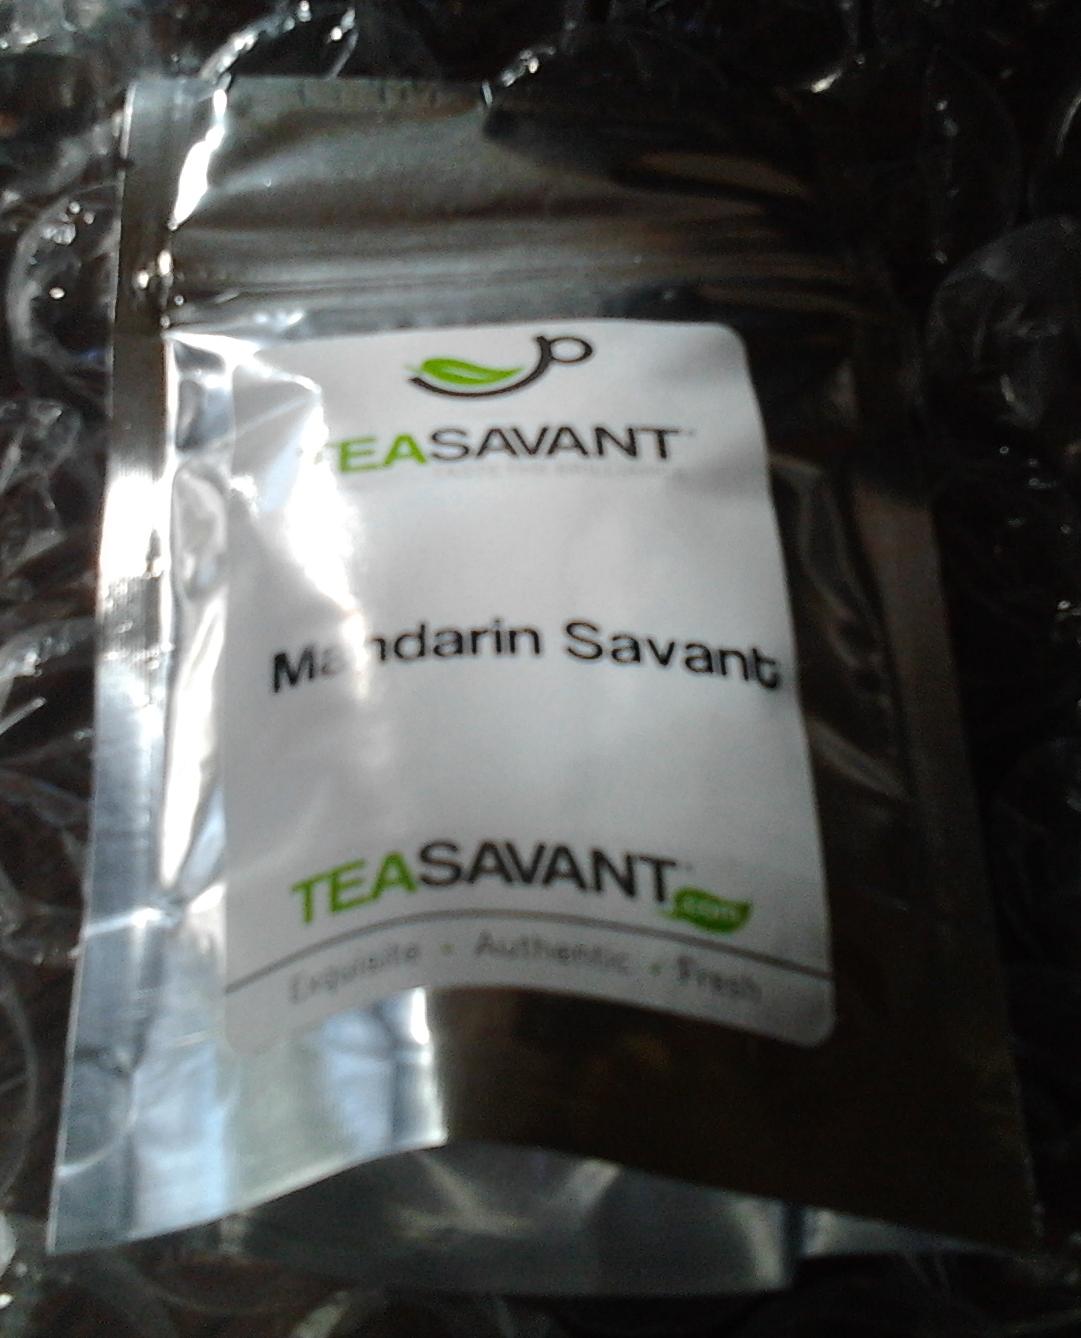 TEASAVANT
Mandarin Savant
TEASAVANT.com
Exquisite • Authentic • Fresh